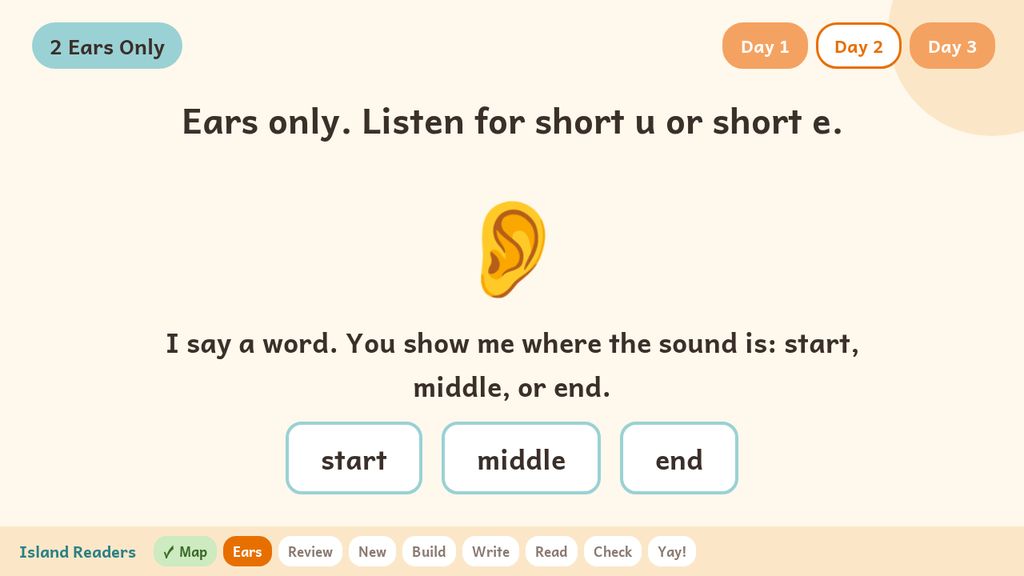 2 Ears Only
Day 1
Day 2
Day 3
Ears only. Listen for short u or short e.
I say a word. You show me where the sound is: start,
middle, or end.
start
middle
end
Island Readers
✓ Map
Ears
Review
New
Build
Write
Read
Check
Yay!